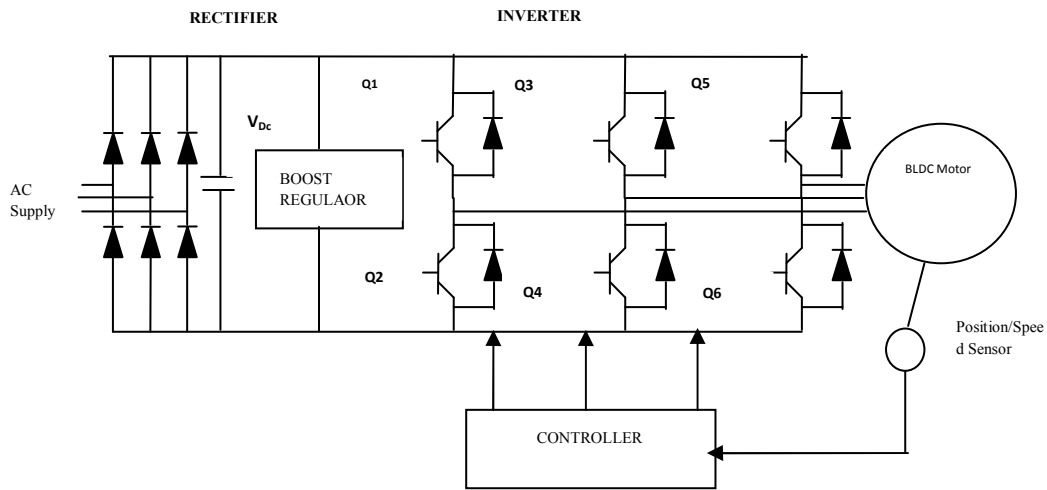 RECTIFIER
INVERTER
Q1
Q3
Q5
V_Dc
BOOST
REGULAOR
AC
Supply
BLDC Motor
Q2
Q4
Q6
Position/Spee
d Sensor
CONTROLLER